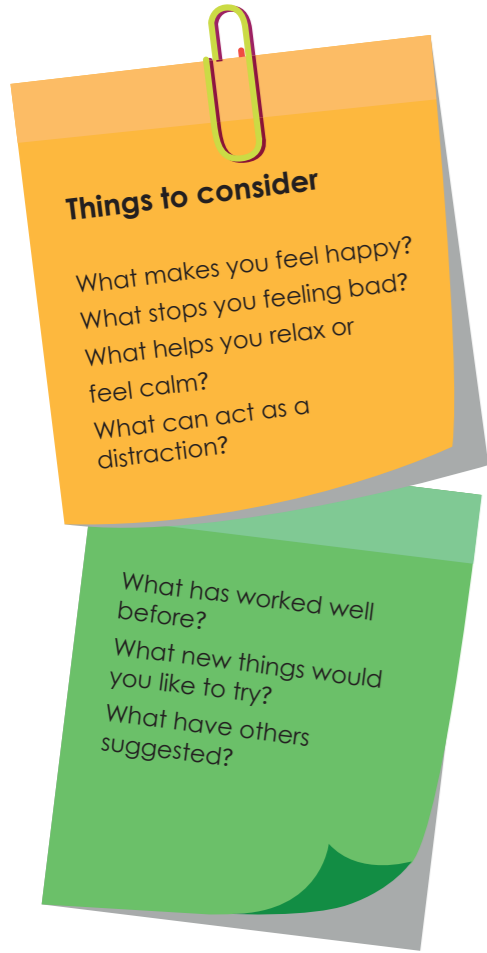 Things to consider
What makes you feel happy?
What stops you feeling bad?
What helps you relax or
feel calm?
What can act as a
distraction?
What has worked well
before?
What new things would
you like to try?
What have others
suggested?